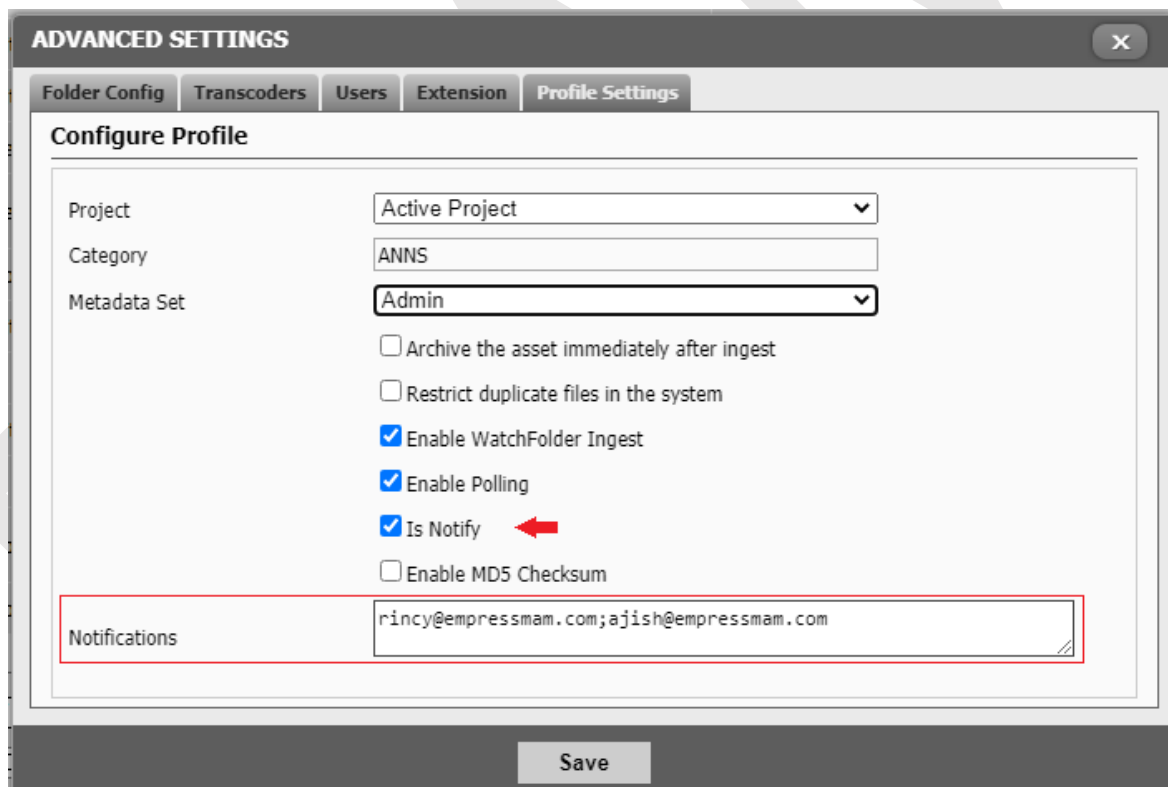 ADVANCED SETTINGS
X
Folder Config Transcoders Users Extension Profile Settings
Configure Profile
Project Active Project
Category ANNS
Metadata Set Admin
Archive the asset immediately after ingest
Restrict duplicate files in the system
Enable WatchFolder Ingest
Enable Polling
Is Notify
Enable MD5 Checksum
Notifications rincy@empressmam.com;ajish@empressmam.com
Save